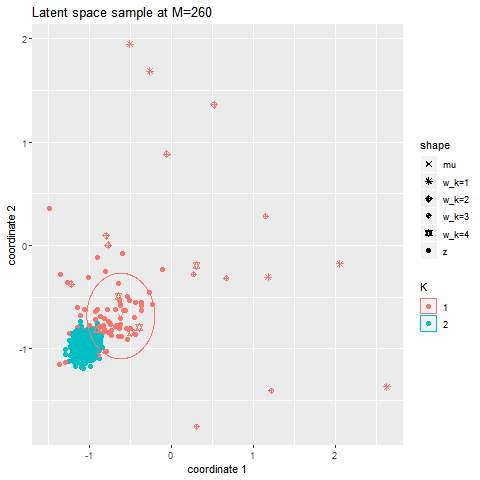 Latent space sample at M=260
2
1
0
-1
coordinate 2
-1
0
1
2
coordinate 1
shape
mu
w_k=1
w_k=2
w_k=3
w_k=4
z
K
1
2